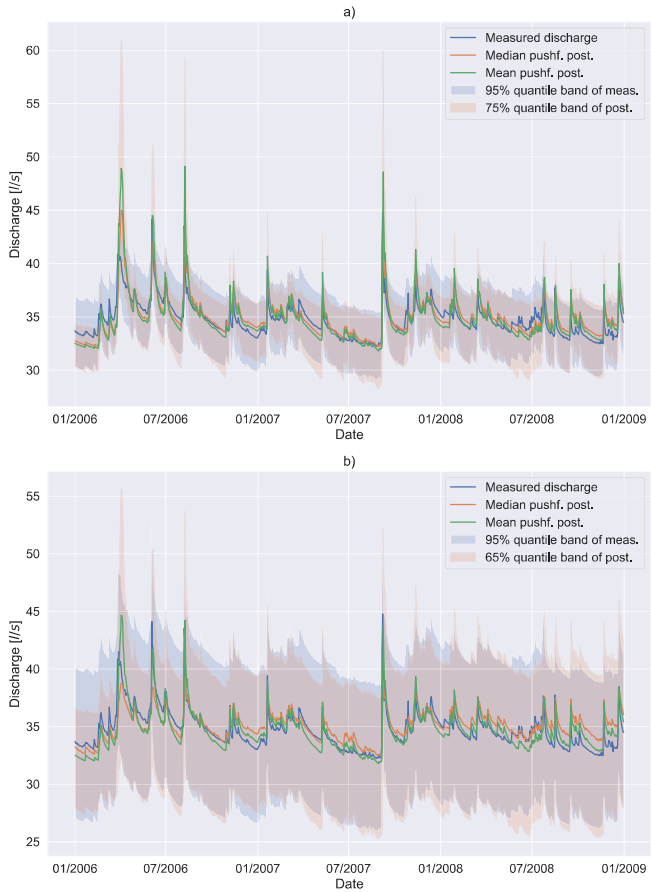 a)
60
55
50
45
40
35
30
Discharge [l/s]
Measured discharge
Median pushf. post.
Mean pushf. post.
95% quantile band of meas.
75% quantile band of post.
01/2006
07/2006
01/2007
07/2007
01/2008
07/2008
01/2009
Date
b)
55
50
45
40
35
30
25
Discharge [l/s]
Measured discharge
Median pushf. post.
Mean pushf. post.
95% quantile band of meas.
65% quantile band of post.
01/2006
07/2006
01/2007
07/2007
01/2008
07/2008
01/2009
Date